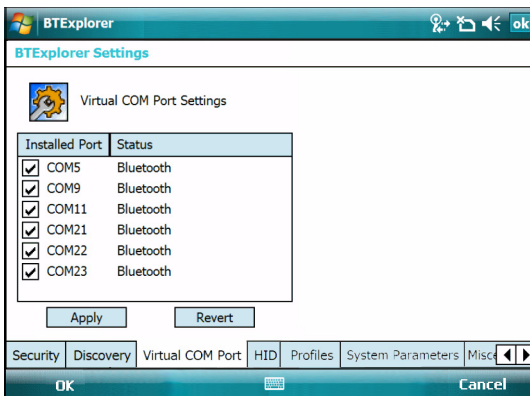 BTExplorer ok
BTExplorer Settings
Virtual COM Port Settings
Installed Port Status
COM5 Bluetooth
COM9 Bluetooth
COM11 Bluetooth
COM21 Bluetooth
COM22 Bluetooth
COM23 Bluetooth
Apply Revert
Security Discovery Virtual COM Port HID Profiles System Parameters Misce
OK Cancel